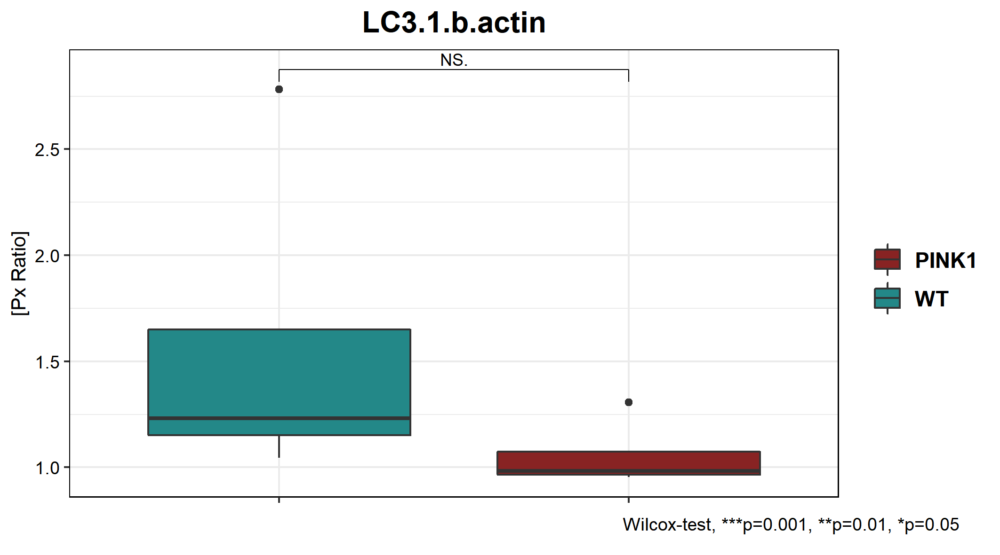 LC3.1.b.actin
NS.
2.5
2.0
1.5
1.0
[Px Ratio]
PINK1
WT
Wilcox-test, ***p=0.001, **p=0.01, *p=0.05